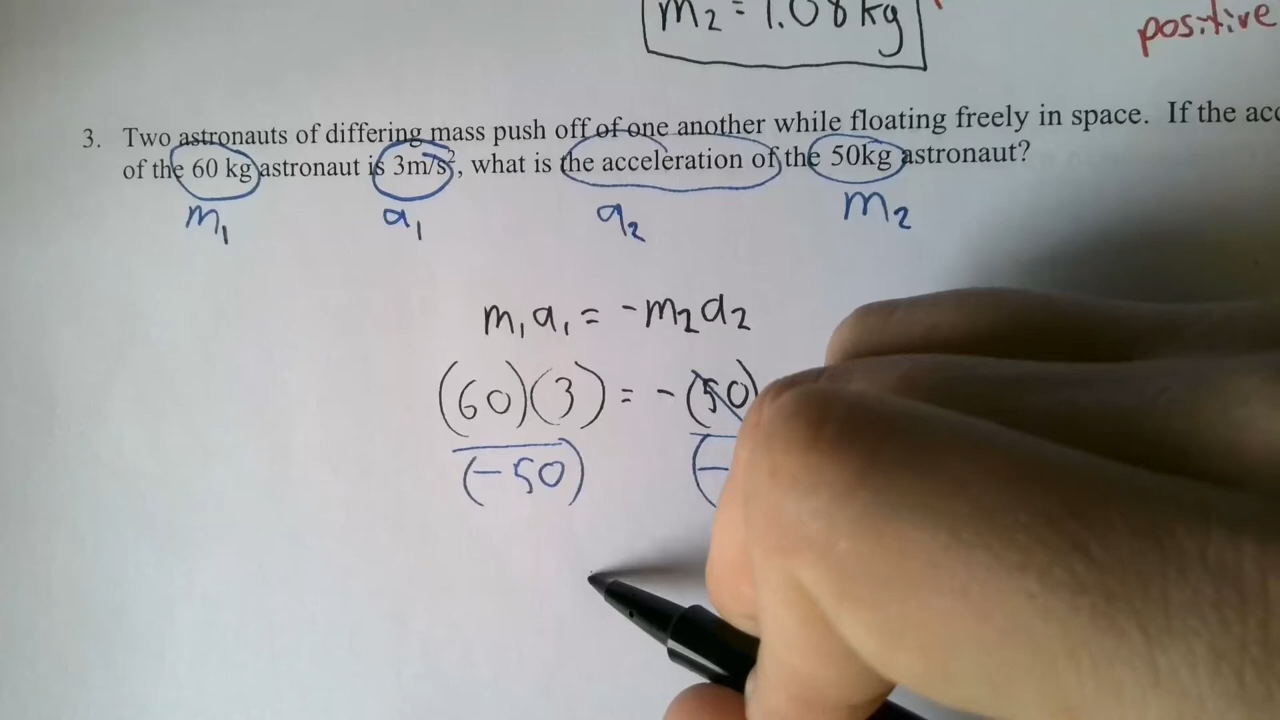 m₂ = 1.08 kg
positive
3. Two astronauts of differing mass push off of one another while floating freely in space. If the acc
of the 60 kg astronaut is 3m/s², what is the acceleration of the 50kg astronaut?
m₁ a₁ a₂ m₂
m₁a₁ = -m₂a₂
(60)(3) = -(50)
(-50) (-